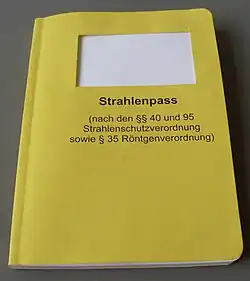 Strahlenpass
(nach den §§ 40 und 95
Strahlenschutzverordnung
sowie § 35 Röntgenverordnung)